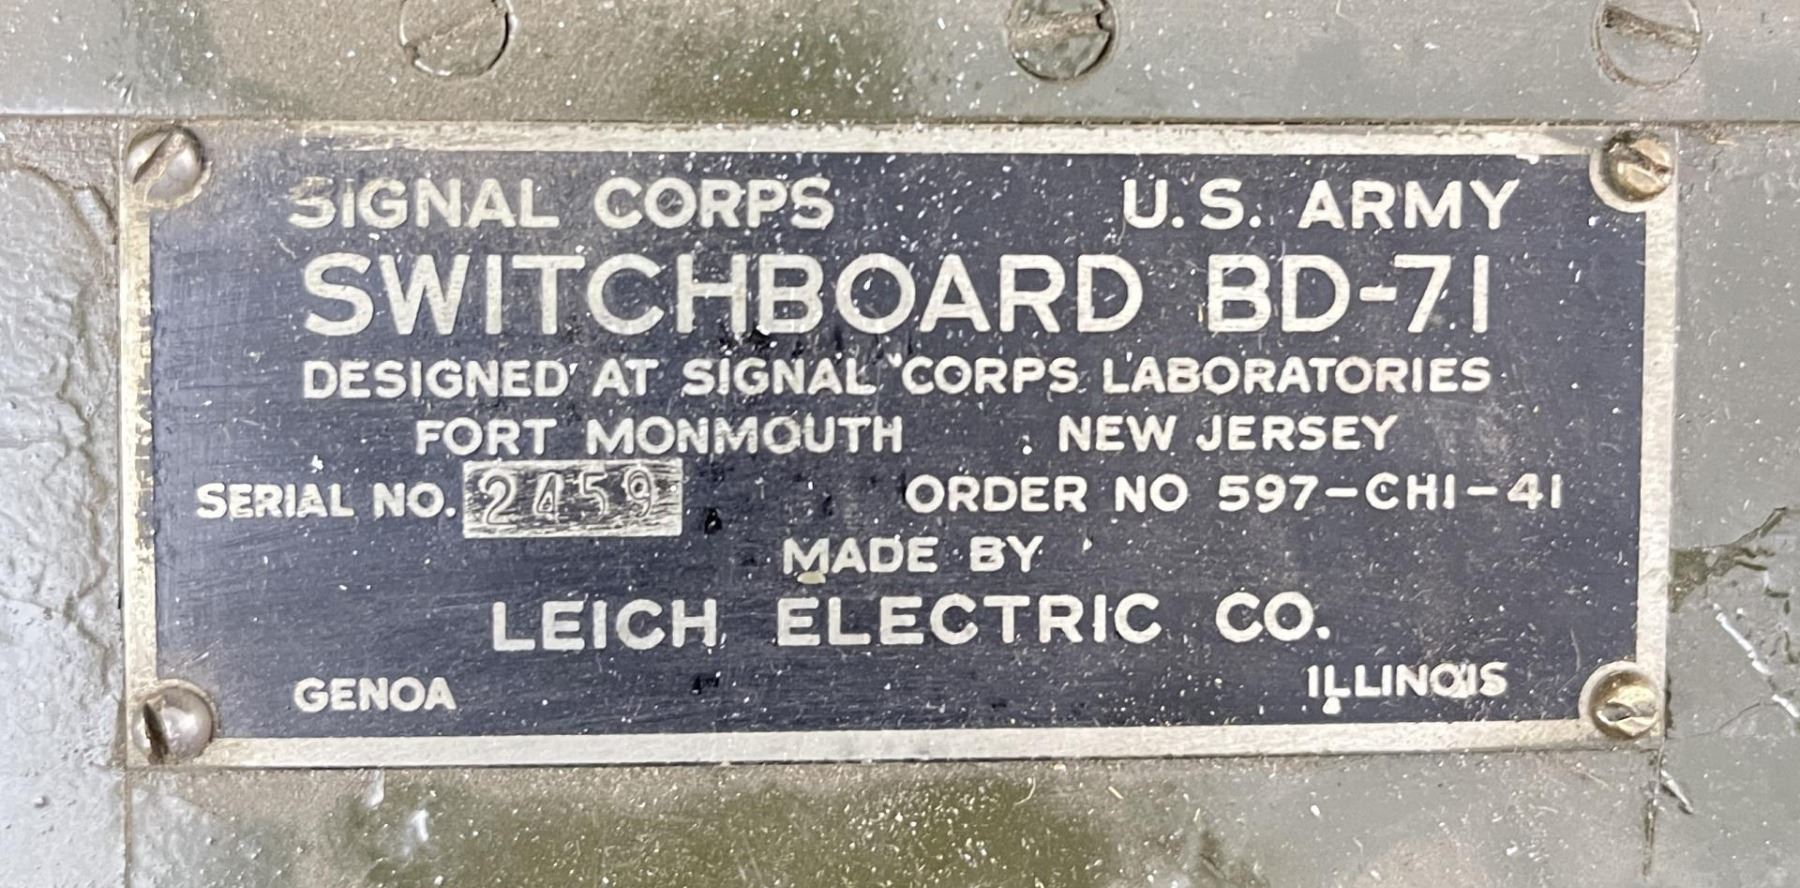 SIGNAL CORPS U.S. ARMY
SWITCHBOARD BD-71
DESIGNED AT SIGNAL CORPS LABORATORIES
FORT MONMOUTH NEW JERSEY
SERIAL NO. 2459 ORDER NO 597-CHI-41
MADE BY
LEICH ELECTRIC CO.
GENOA ILLINOIS